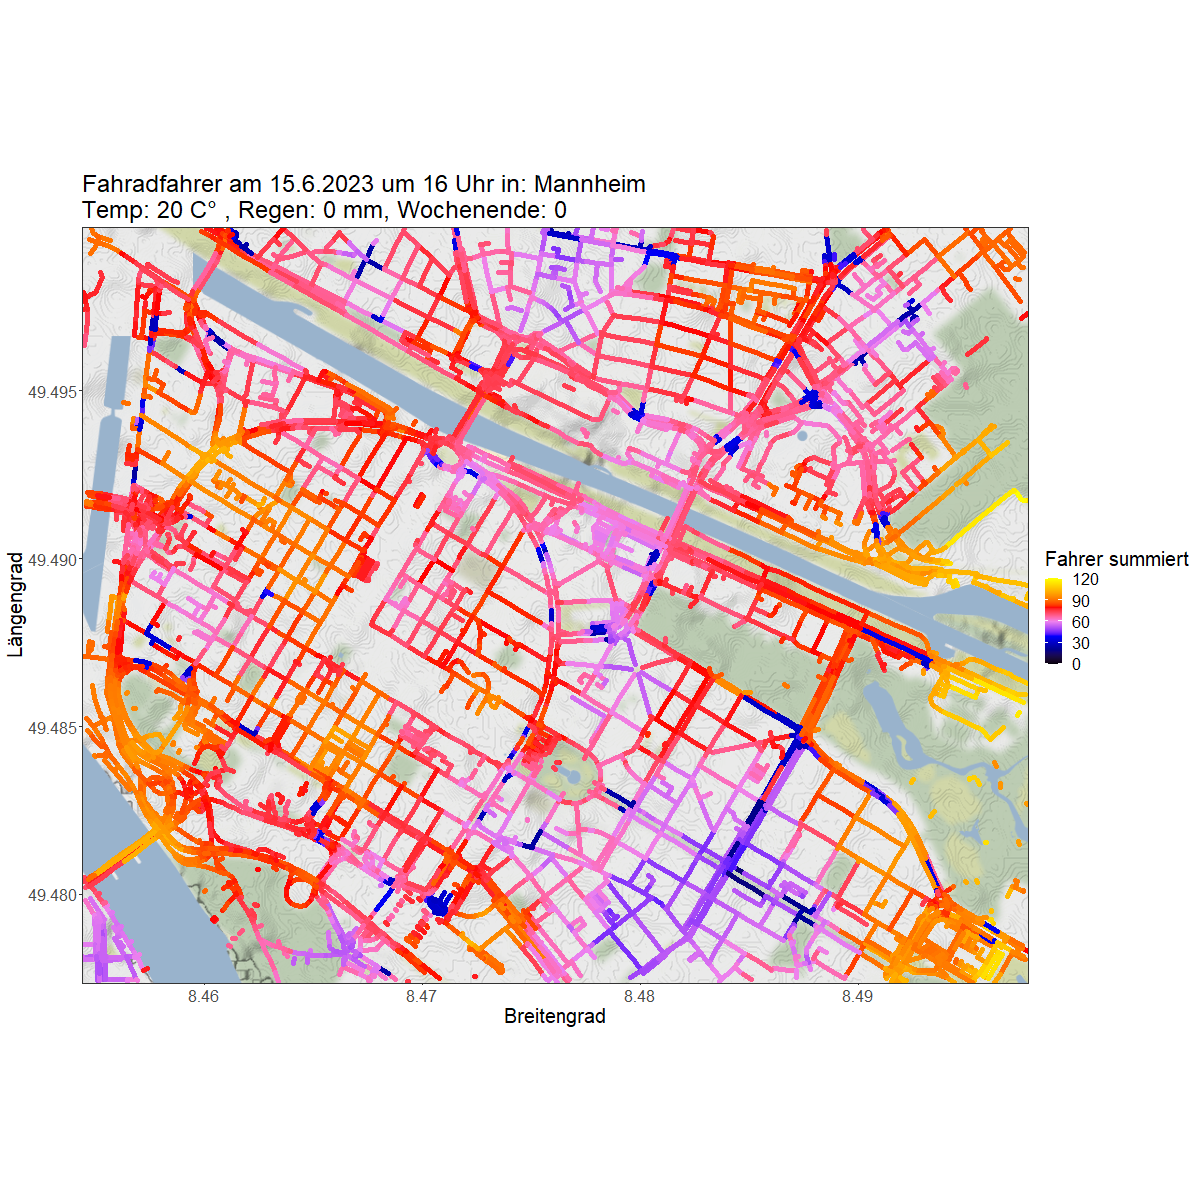 Fahradfahrer am 15.6.2023 um 16 Uhr in: Mannheim
Temp: 20 C° , Regen: 0 mm, Wochenende: 0
Längengrad
49.495
49.490
49.485
49.480
8.46
8.47
8.48
8.49
Breitengrad
Fahrer summiert
120
90
60
30
0